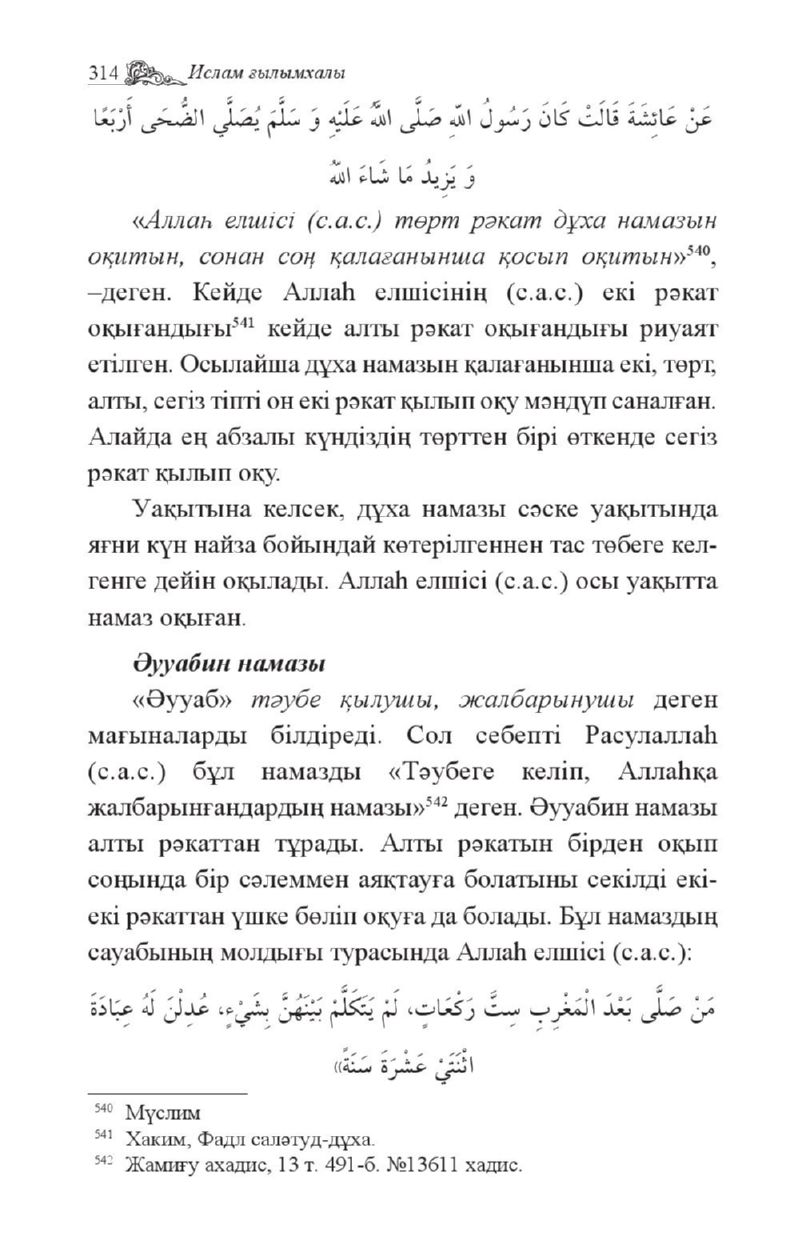 314 Ислам ғылымхалы
عَنْ عَائِشَةَ قَالَتْ كَانَ رَسُولُ اللهِ صَلَّى اللهُ عَلَيْهِ وَ سَلَّمَ يُصَلِّي الضُّحَى أَرْبَعًا
وَ يَزِيدُ مَا شَاءَ اللهُ
«Аллаһ елшісі (с.а.с.) төрт рәкат дұха намазын
оқитын, сонан соң қалағанынша қосып оқитын»⁵⁴⁰,
–деген. Кейде Аллаһ елшісінің (с.а.с.) екі рәкат
оқығандығы⁵⁴¹ кейде алты рәкат оқығандығы риуаят
етілген. Осылайша дұха намазын қалағанынша екі, төрт,
алты, сегіз тіпті он екі рәкат қылып оқу мәндүп саналған.
Алайда ең абзалы күндіздің төрттен бірі өткенде сегіз
рәкат қылып оқу.
Уақытына келсек, дұха намазы сәске уақытында
яғни күн найза бойындай көтерілгеннен тас төбеге кел-
генге дейін оқылады. Аллаһ елшісі (с.а.с.) осы уақытта
намаз оқыған.
Әууабин намазы
«Әууаб» тәубе қылушы, жалбарынушы деген
мағыналарды білдіреді. Сол себепті Расулаллаһ
(с.а.с.) бұл намазды «Тәубеге келіп, Аллаһқа
жалбарынғандардың намазы»⁵⁴² деген. Әууабин намазы
алты рәкаттан тұрады. Алты рәкатын бірден оқып
соңында бір сәлеммен аяқтауға болатыны секілді екі-
екі рәкаттан үшке бөліп оқуға да болады. Бұл намаздың
сауабының молдығы турасында Аллаһ елшісі (с.а.с.):
مَنْ صَلَّى بَعْدَ الْمَغْرِبِ سِتَّ رَكْعَاتٍ، لَمْ يَتَكَلَّمْ بَيْنَهُنَّ بِشَيْءٍ، عُدِلْنَ لَهُ عِبَادَةَ
اثْنَتَيْ عَشْرَةَ سَنَةً»
⁵⁴⁰ Мүслим
⁵⁴¹ Хаким, Фадл саләтуд-дұха.
⁵⁴² Жамиғу ахадис, 13 т. 491-б. №13611 хадис.